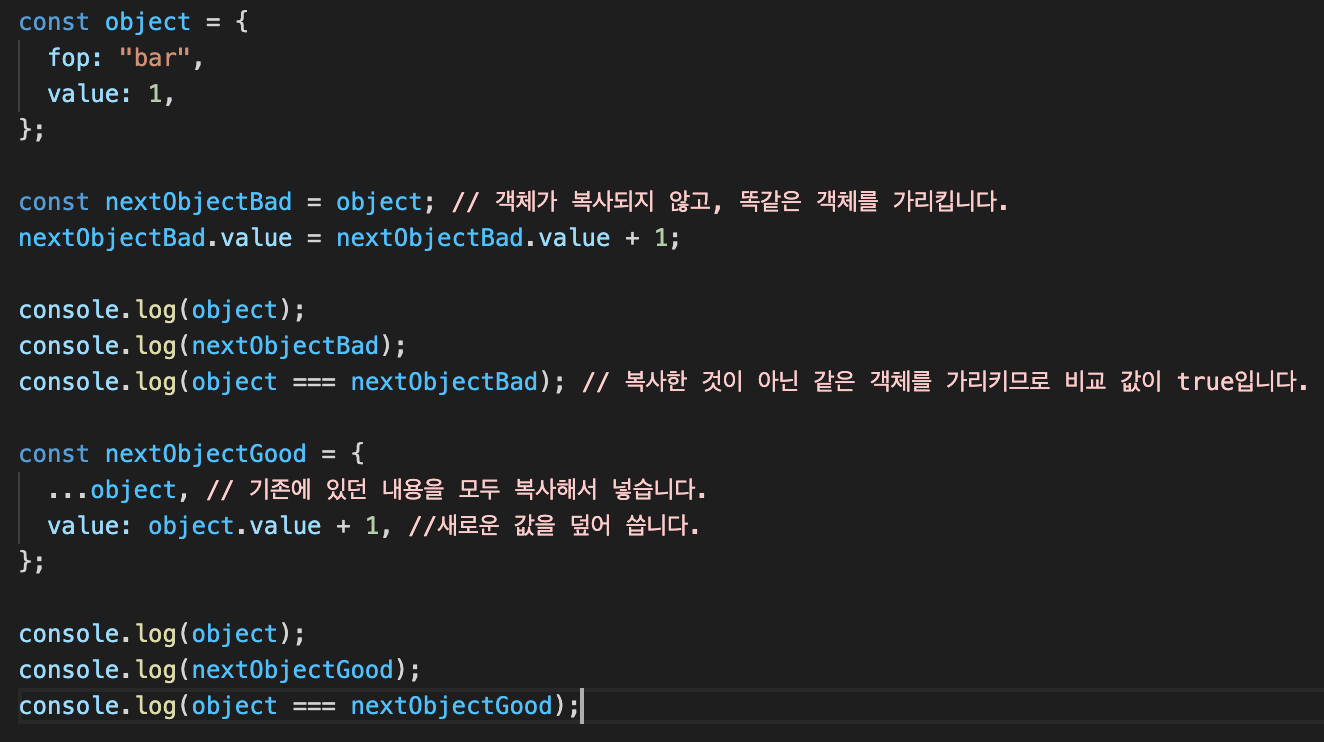 const object = {
  fop: "bar",
  value: 1,
};
const nextObjectBad = object; // 객체가 복사되지 않고, 똑같은 객체를 가리킵니다.
nextObjectBad.value = nextObjectBad.value + 1;
console.log(object);
console.log(nextObjectBad);
console.log(object === nextObjectBad); // 복사한 것이 아닌 같은 객체를 가리키므로 비교 값이 true입니다.
const nextObjectGood = {
  ...object, // 기존에 있던 내용을 모두 복사해서 넣습니다.
  value: object.value + 1, //새로운 값을 덮어 씁니다.
};
console.log(object);
console.log(nextObjectGood);
console.log(object === nextObjectGood);